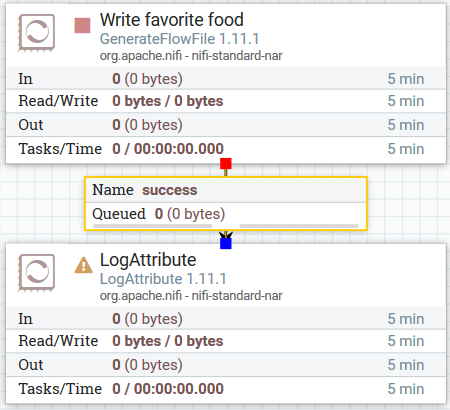 Write favorite food
GenerateFlowFile 1.11.1
org.apache.nifi - nifi-standard-nar
In 0 (0 bytes) 5 min
Read/Write 0 bytes / 0 bytes 5 min
Out 0 (0 bytes) 5 min
Tasks/Time 0 / 00:00:00.000 5 min
Name success
Queued 0 (0 bytes)
LogAttribute
LogAttribute 1.11.1
org.apache.nifi - nifi-standard-nar
In 0 (0 bytes) 5 min
Read/Write 0 bytes / 0 bytes 5 min
Out 0 (0 bytes) 5 min
Tasks/Time 0 / 00:00:00.000 5 min